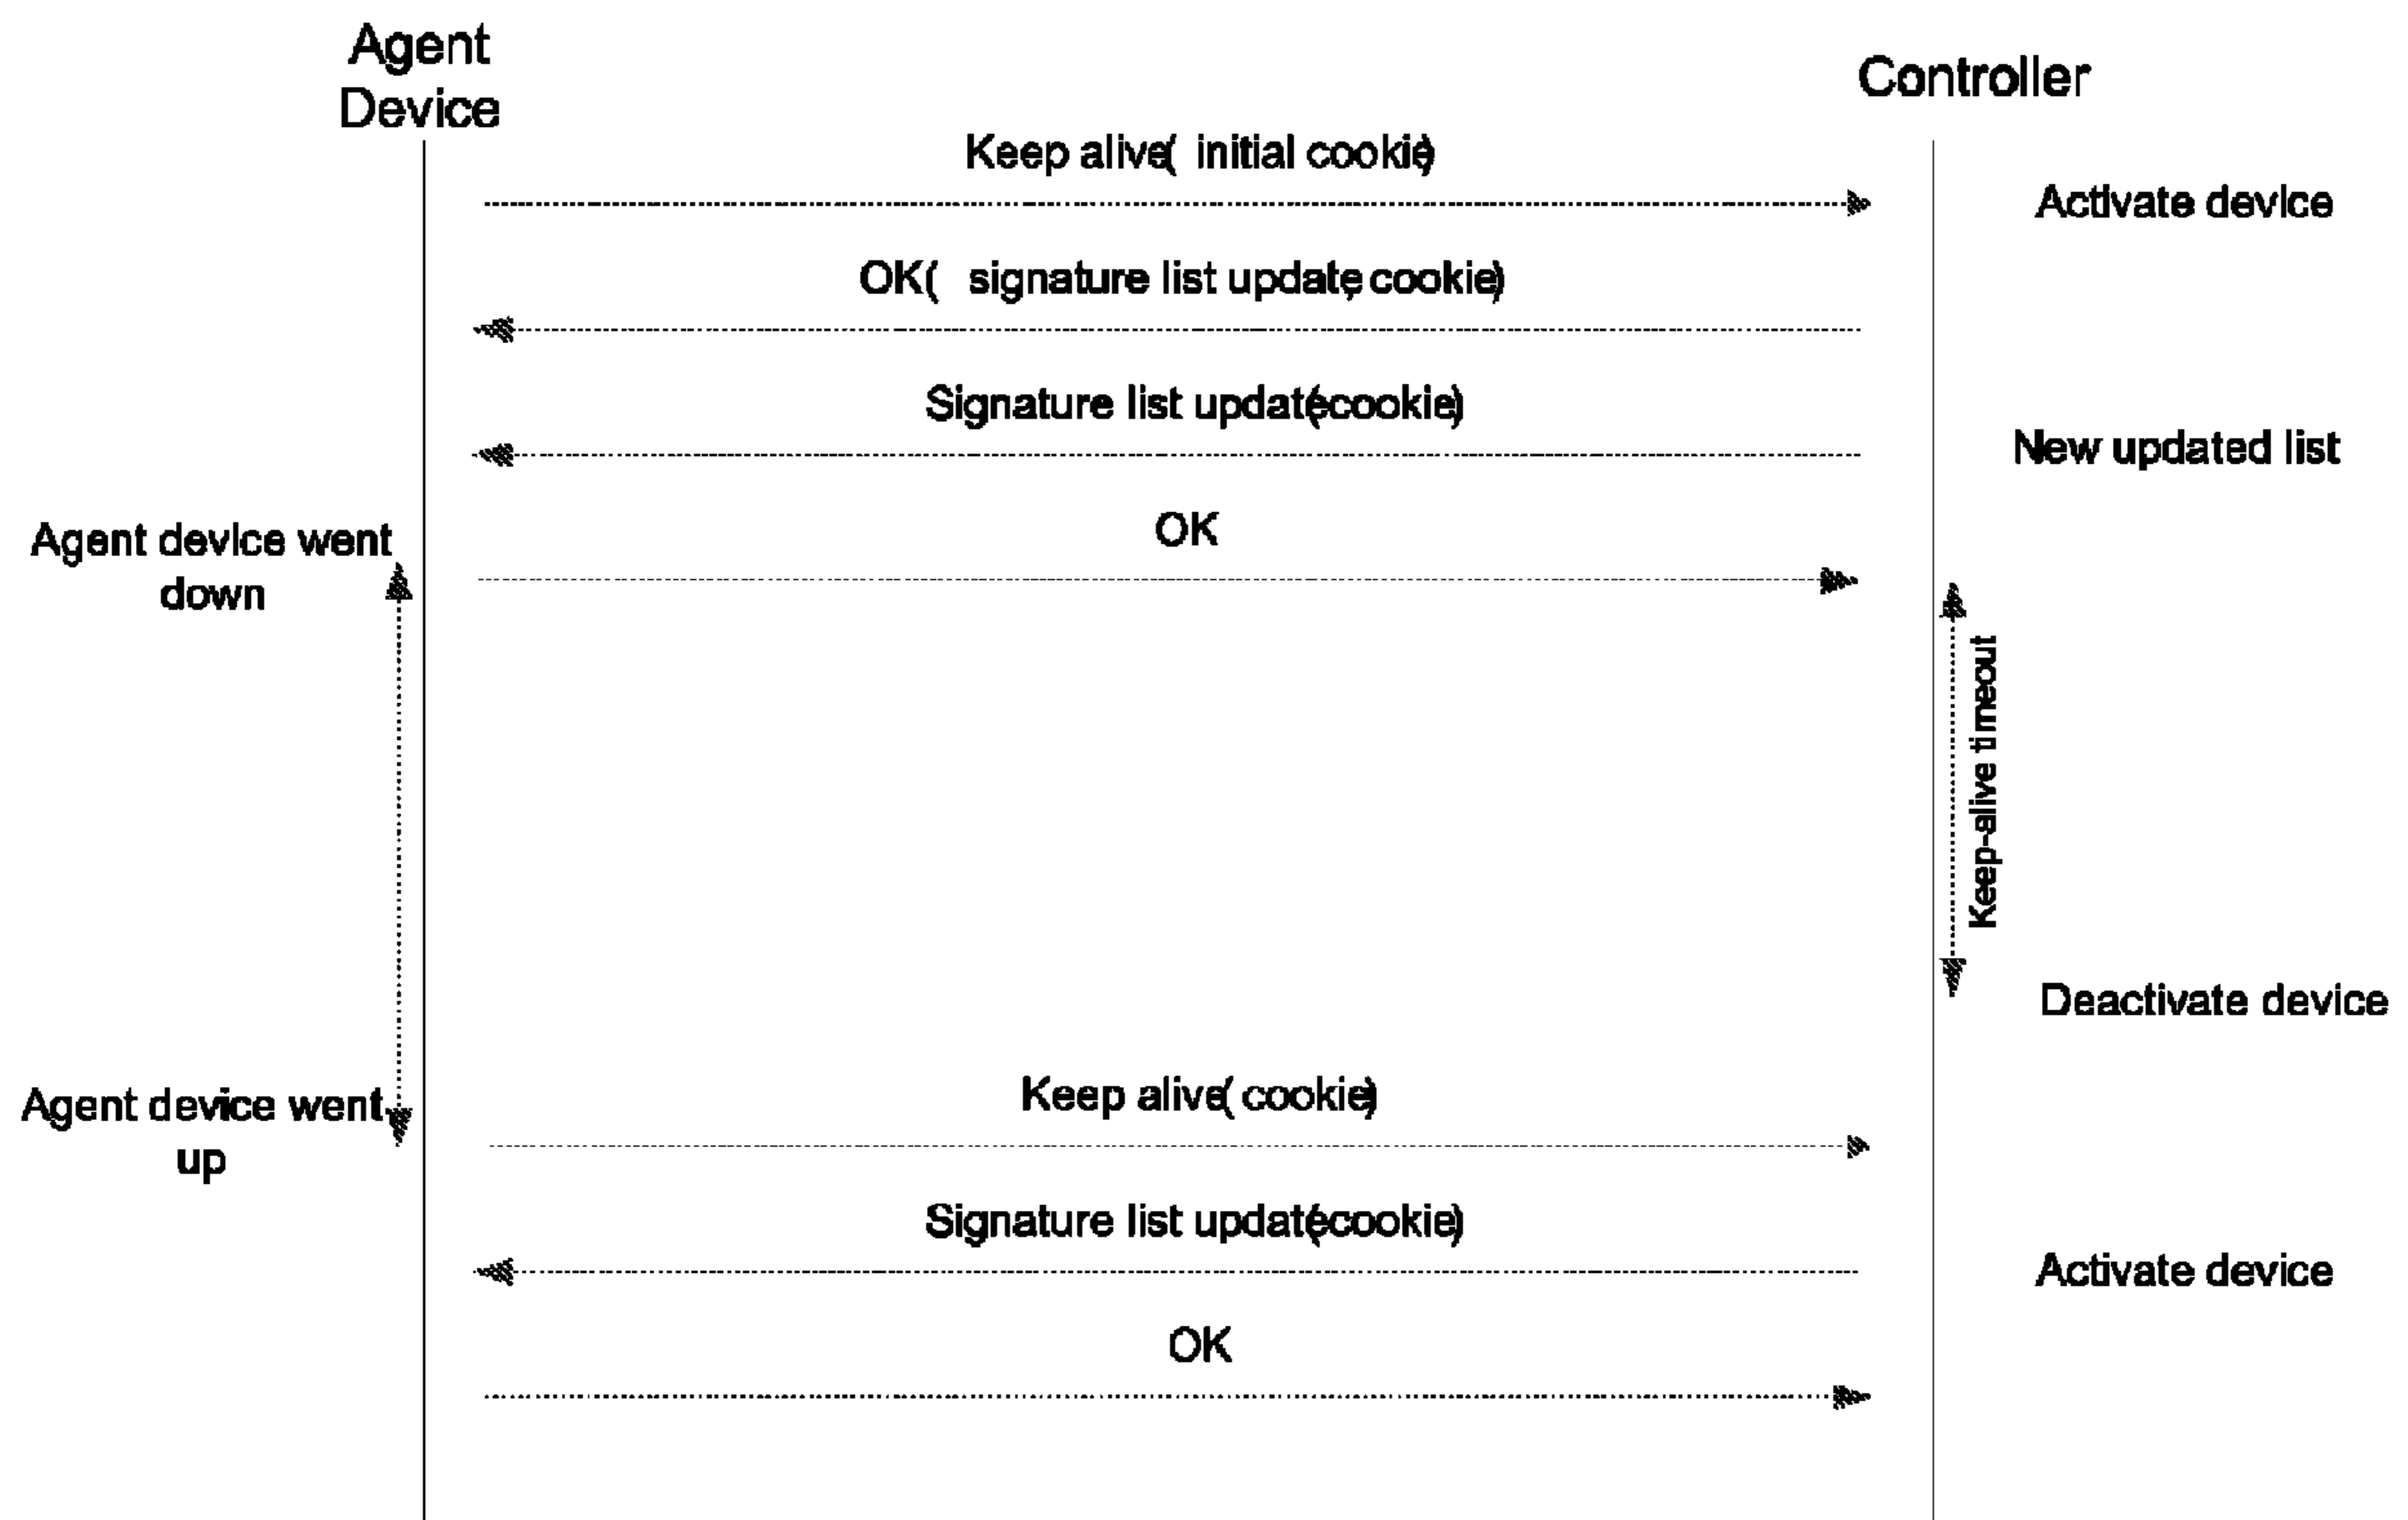 Agent
Device
Controller
Keep alive( initial cookie)
Activate device
OK( signature list update, cookie)
Signature list update(cookie)
New updated list
OK
Agent device went
down
Keep-alive timeout
Deactivate device
Keep alive( cookie)
Agent device went
up
Signature list update(cookie)
Activate device
OK